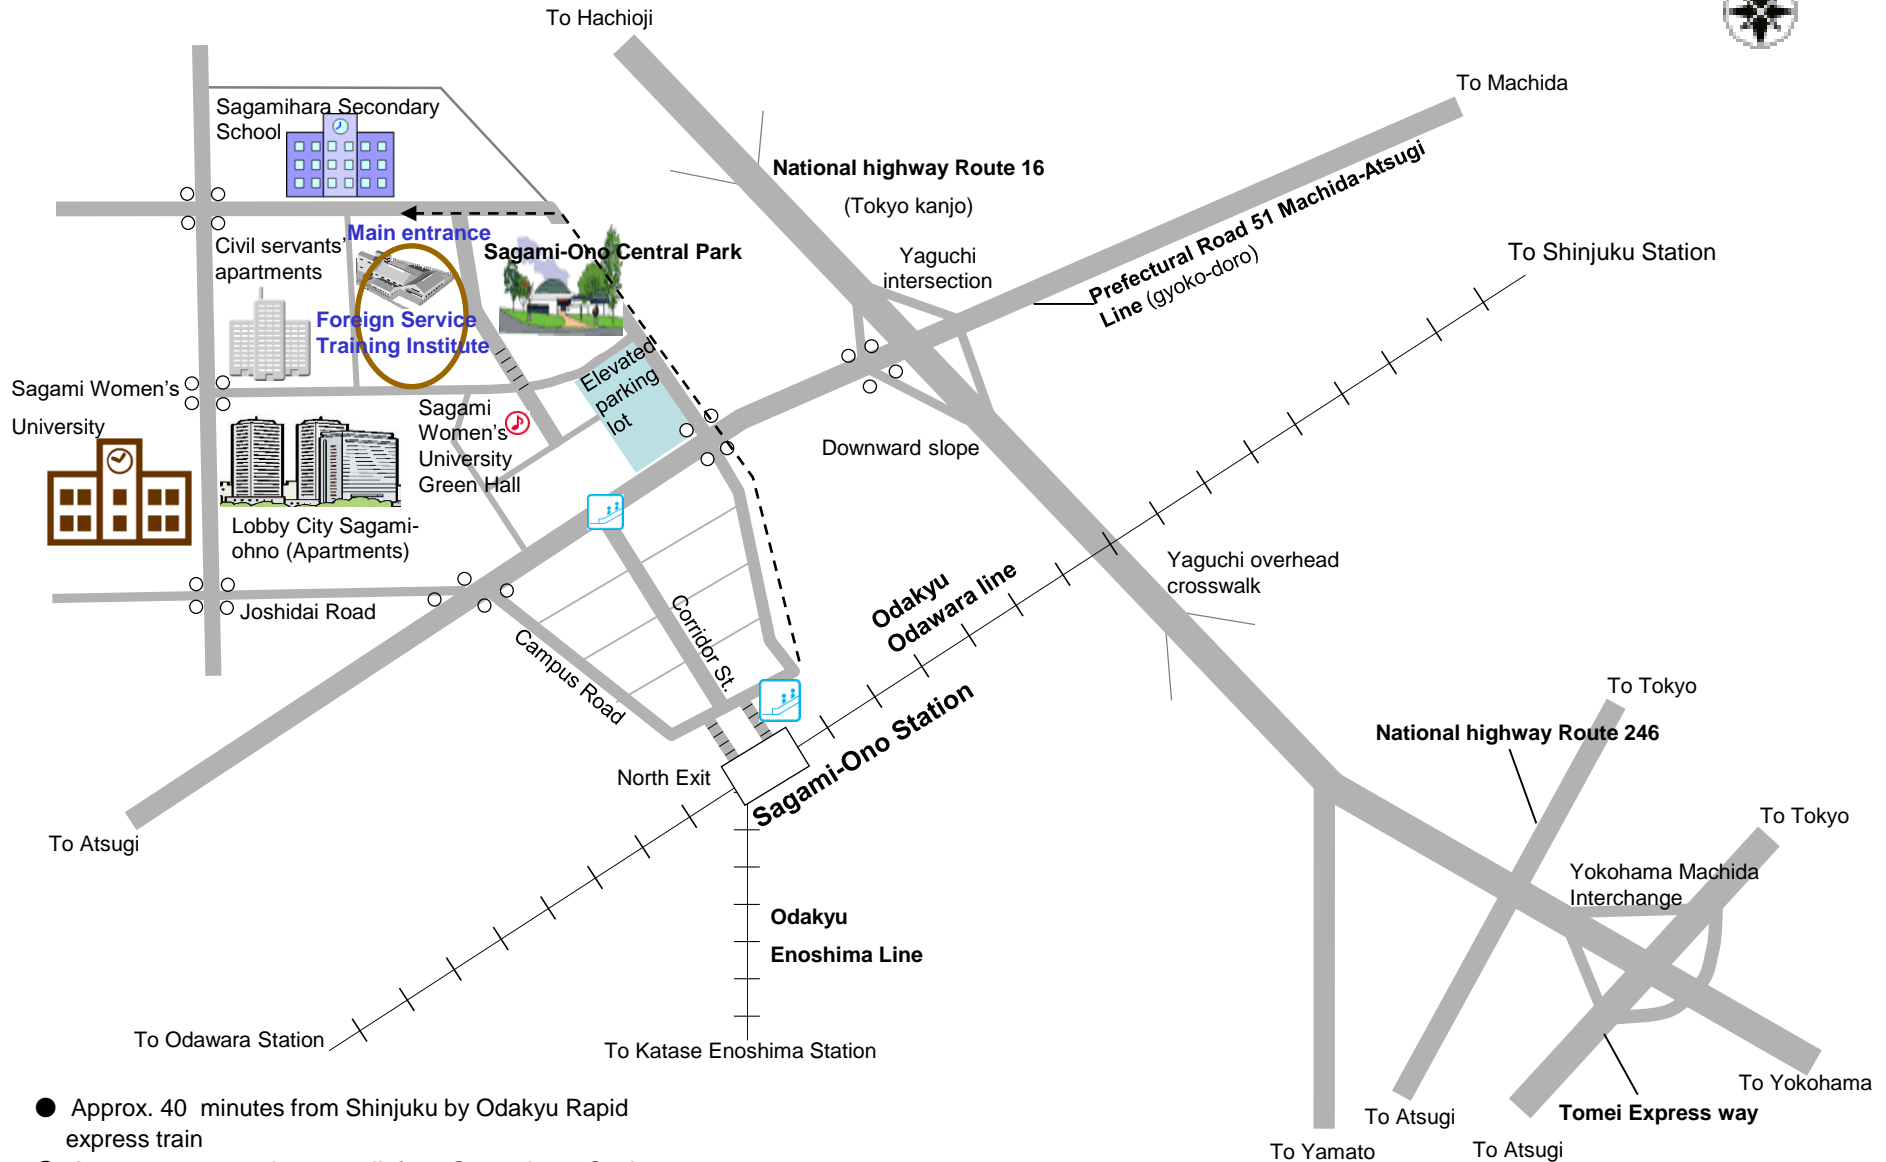 To Hachioji
To Machida
Sagamihara Secondary
School
National highway Route 16
(Tokyo kanjo)
Prefectural Road 51 Machida-Atsugi
Line (gyoko-doro)
Yaguchi
intersection
To Shinjuku Station
Civil servants'
apartments
Main entrance
Sagami-Ono Central Park
Foreign Service
Training Institute
Elevated
parking
lot
Sagami Women's
University
Sagami
Women's
University
Green Hall
Downward slope
Lobby City Sagami-
ohno (Apartments)
Yaguchi overhead
crosswalk
Joshidai Road
Odakyu
Odawara line
Corridor St.
Campus Road
To Tokyo
National highway Route 246
North Exit
Sagami-Ono Station
To Tokyo
To Atsugi
Yokohama Machida
Interchange
Odakyu
Enoshima Line
To Odawara Station
To Katase Enoshima Station
To Yokohama
Tomei Express way
To Atsugi
To Yamato
To Atsugi
● Approx. 40 minutes from Shinjuku by Odakyu Rapid
express train